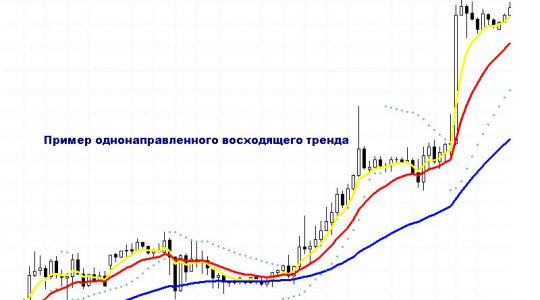 Пример однонаправленного восходящего тренда